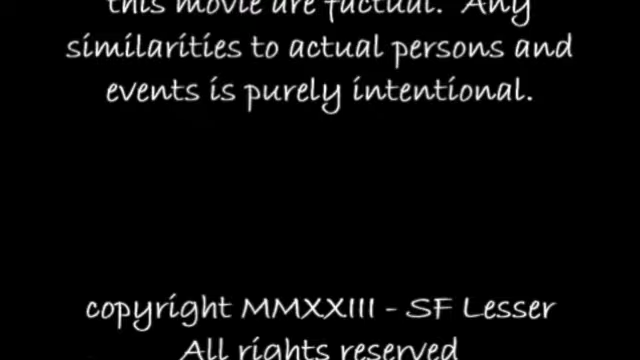 this movie are factual. Any
similarities to actual persons and
events is purely intentional.
copyright MMXXIII - SF Lesser
All rights reserved